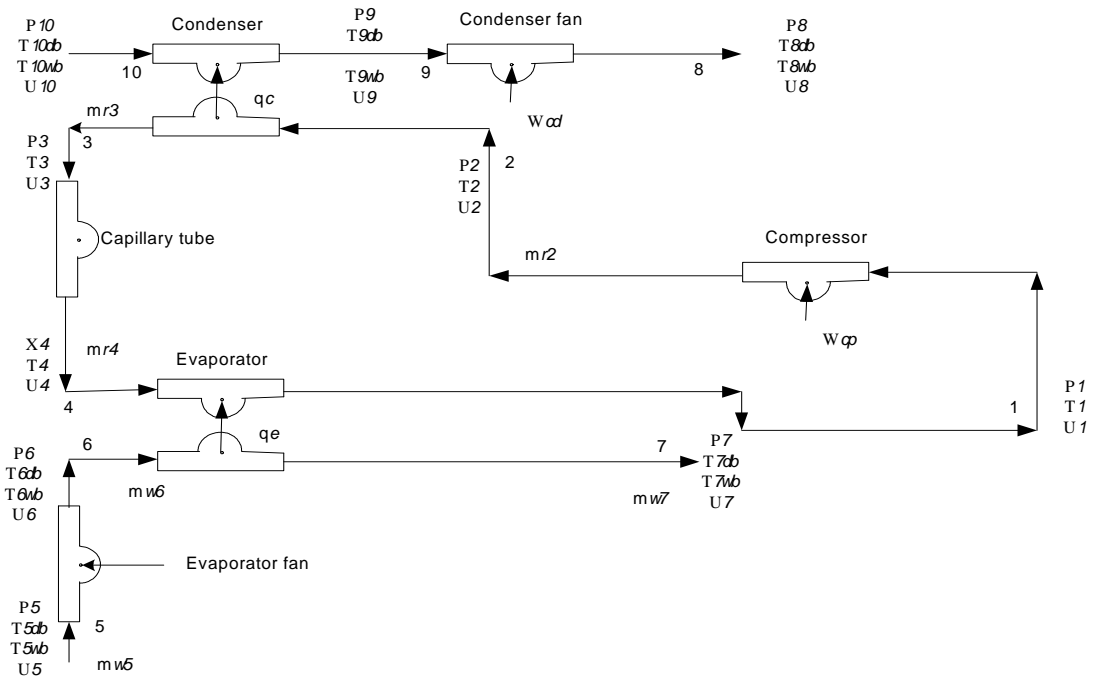 P10
T10db
T10wb
U10
Condenser
P9
T9db
Condenser fan
P8
T8db
T8wb
U8
10
T9wb
U9
9
8
qc
mr3
Wcd
3
P3
T3
U3
P2
T2
U2
2
Capillary tube
Compressor
mr2
Wcp
X4
T4
U4
mr4
Evaporator
4
1
P1
T1
U1
qe
6
7
P6
T6db
T6wb
U6
mw6
mw7
P7
T7db
T7wb
U7
Evaporator fan
P5
T5db
T5wb
U5
5
mw5